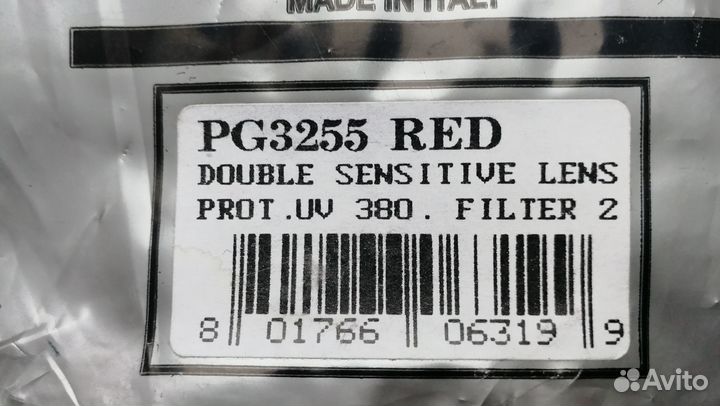 MADE IN ITALY
PG3255 RED
DOUBLE SENSITIVE LENS
PROT.UV 380. FILTER 2
8 01766 06319 9
Avito